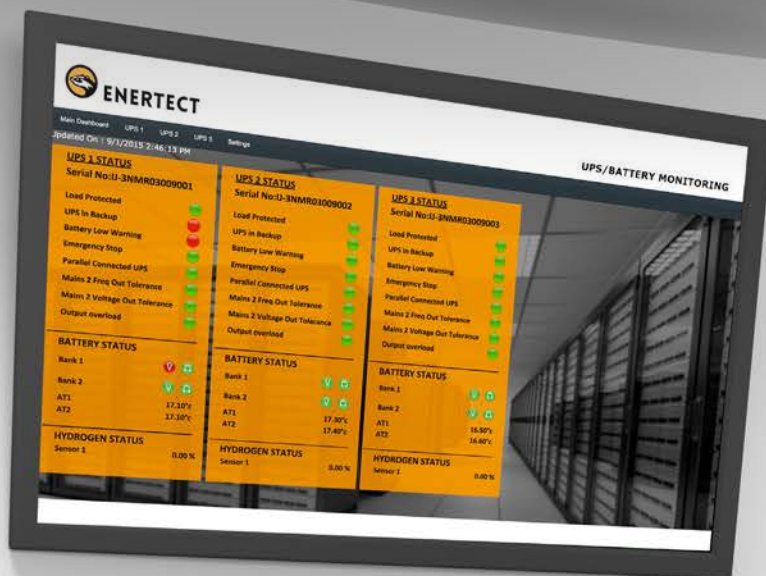 ENERTECT
Main Dashboard UPS 1 UPS 2 UPS 3 Settings
Updated On : 9/1/2015 2:46:13 PM
UPS/BATTERY MONITORING
UPS 1 STATUS
Serial No:IJ-3NMR03009001
Load Protected
UPS In Backup
Battery Low Warning
Emergency Stop
Parallel Connected UPS
Mains 2 Freq Out Tolerance
Mains 2 Voltage Out Tolerance
Output overload
BATTERY STATUS
Bank 1
Bank 2
AT1 17.10°c
AT2 17.10°c
HYDROGEN STATUS
Sensor 1 0.00 %
UPS 2 STATUS
Serial No:IJ-3NMR03009002
Load Protected
UPS in Backup
Battery Low Warning
Emergency Stop
Parallel Connected UPS
Mains 2 Freq Out Tolerance
Mains 2 Voltage Out Tolerance
Output overload
BATTERY STATUS
Bank 1
Bank 2
AT1 17.30°c
AT2 17.40°c
HYDROGEN STATUS
Sensor 1 0.00 %
UPS 3 STATUS
Serial No:IJ-3NMR03009003
Load Protected
UPS in Backup
Battery Low Warning
Emergency Stop
Parallel Connected UPS
Mains 2 Freq Out Tolerance
Mains 2 Voltage Out Tolerance
Output overload
BATTERY STATUS
Bank 1
Bank 2
AT1 16.50°c
AT2 16.60°c
HYDROGEN STATUS
Sensor 1 0.00 %